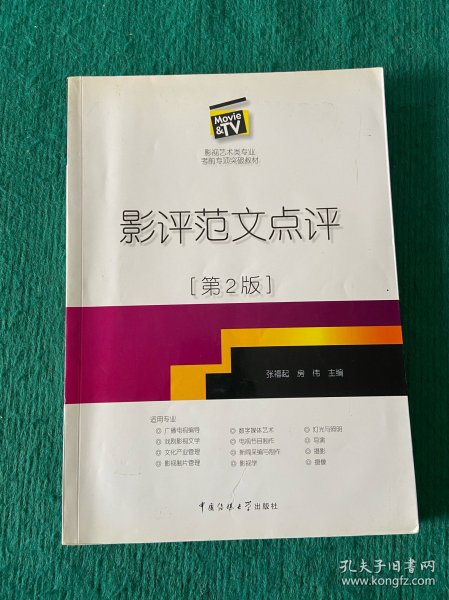 Movie
&TV
影视艺术类专业
考前专项突破教材
影评范文点评
[第2版]
张福起 房伟 主编
适用专业
◎ 广播电视编导 ◎ 数字媒体艺术 ◎ 灯光与照明
◎ 戏剧影视文学 ◎ 电视节目制作 ◎ 导演
◎ 文化产业管理 ◎ 新闻采编与制作 ◎ 摄影
◎ 影视制片管理 ◎ 影视学 ◎ 摄像
中国传媒大学出版社
孔夫子旧书网
www.kongfz.com